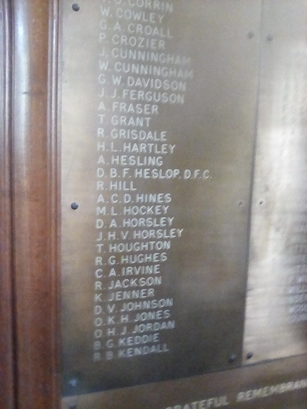 CORRIN
W. COWLEY
G. A. CROALL
P. CROZIER
J. CUNNINGHAM
W. CUNNINGHAM
G. W. DAVIDSON
J. J. FERGUSON
A. FRASER
T. GRANT
R. GRISDALE
H. L. HARTLEY
A. HESLING
D. B. F. HESLOP. D.F.C.
R. HILL
A. C. D. HINES
M. L. HOCKEY
D. A. HORSLEY
J. H. V. HORSLEY
T. HOUGHTON
R. G. HUGHES
C. A. IRVINE
R. JACKSON
K. JENNER
D. V. JOHNSON
O. K. H. JONES
O. H. J. JORDAN
B. G. KEDDIE
R. B. KENDALL
GRATEFUL REMEMBRAN